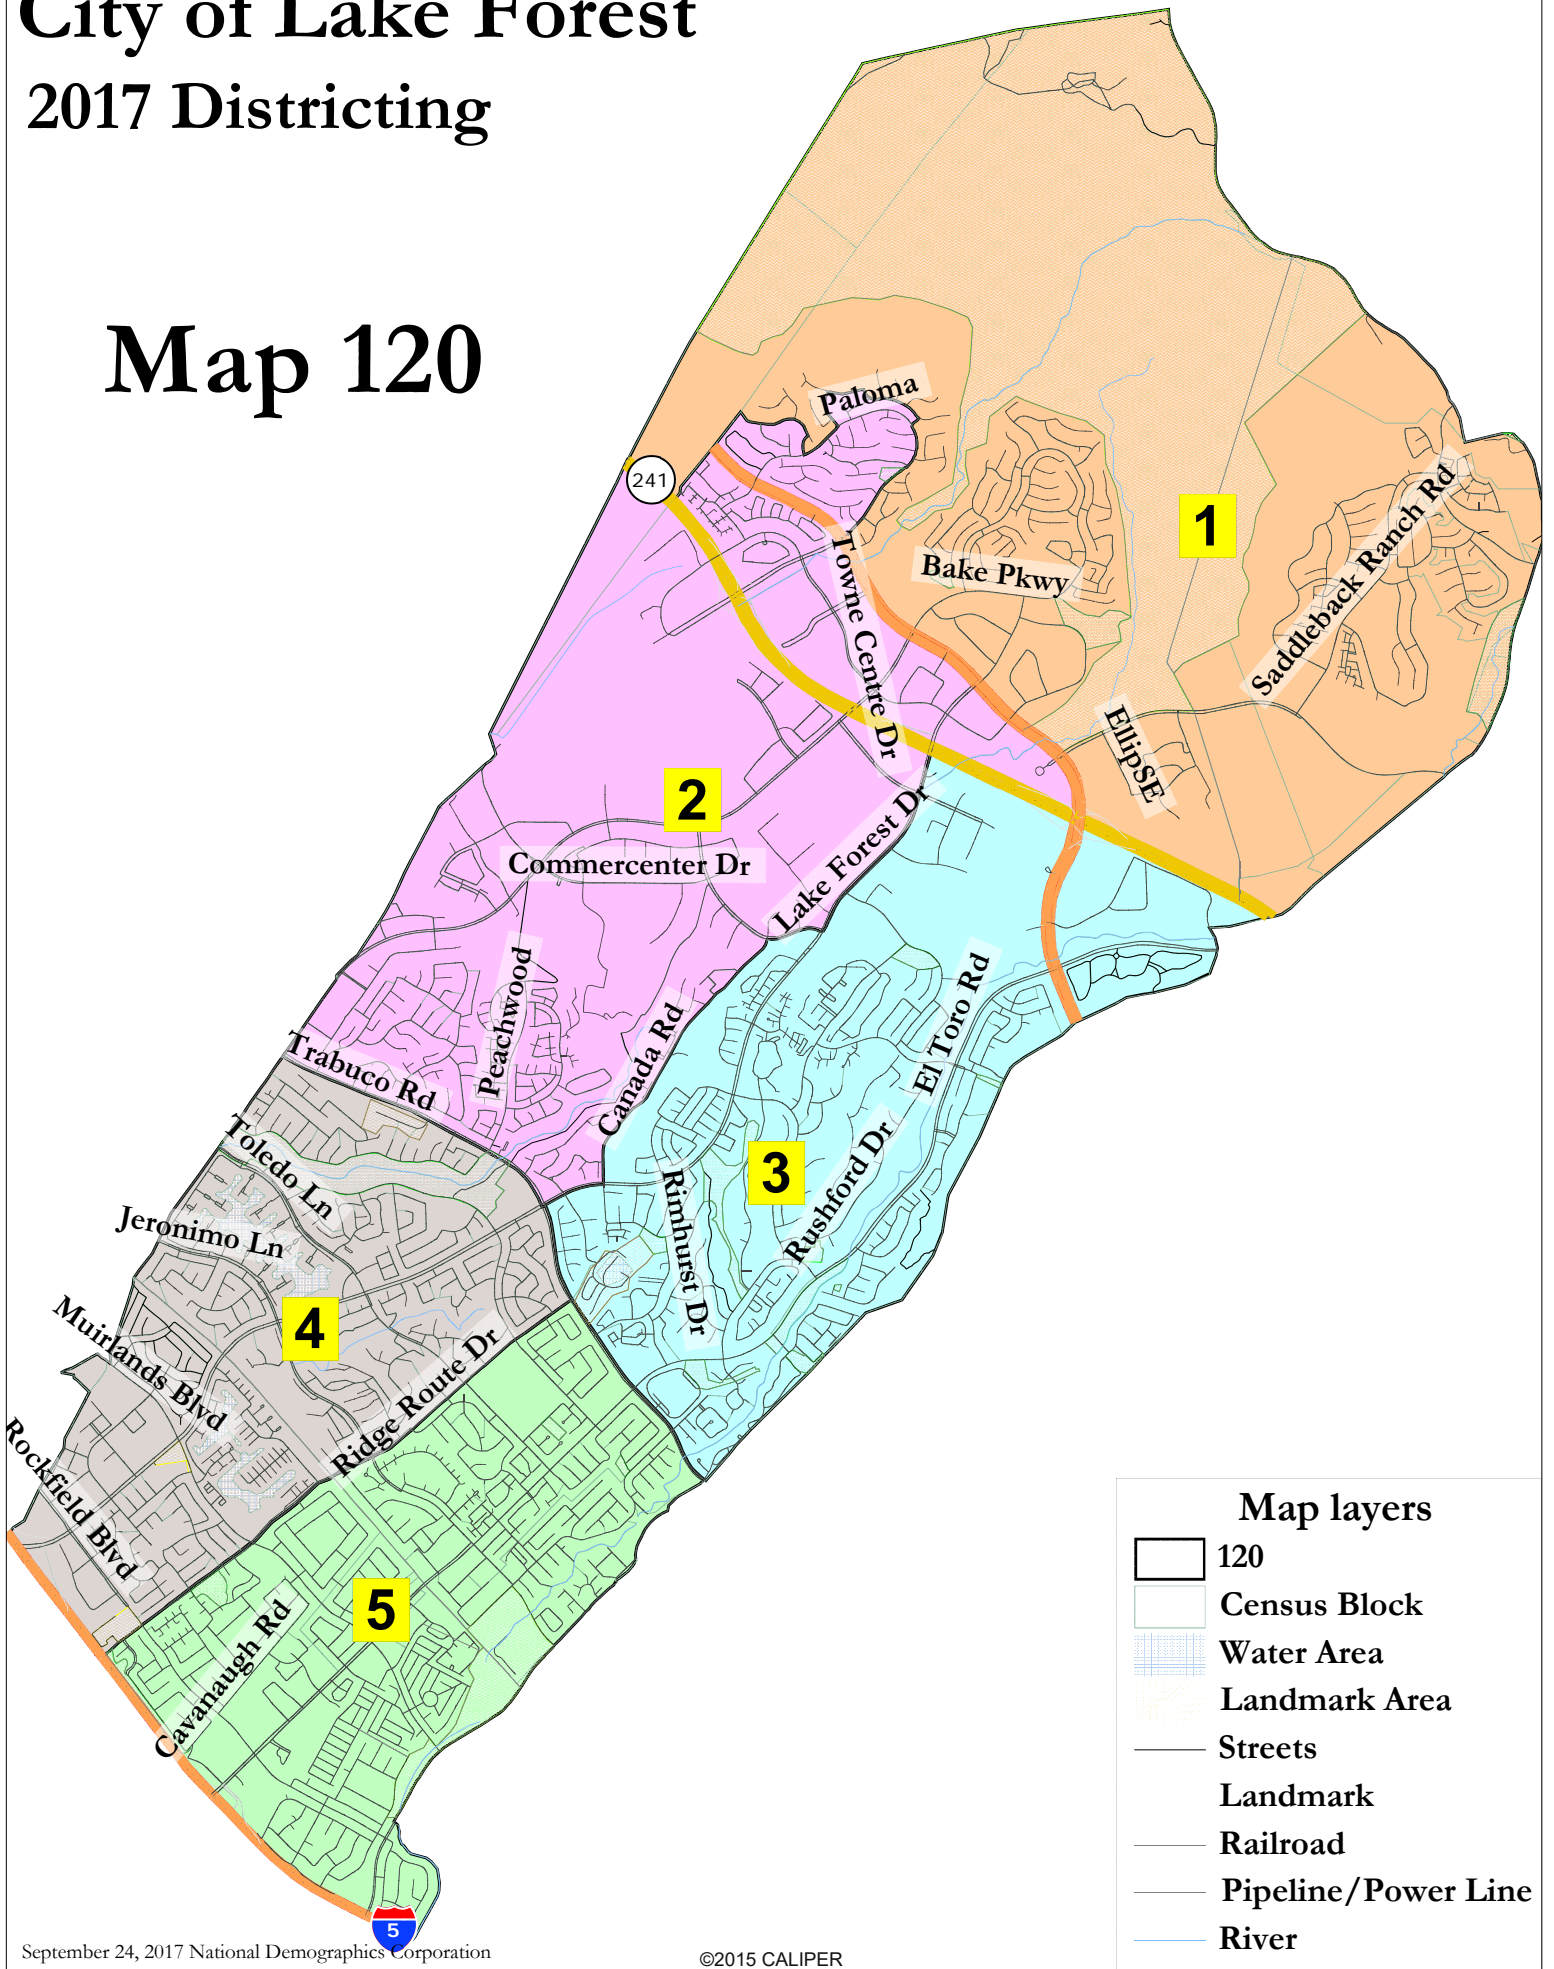 City of Lake Forest
2017 Districting
Map 120
Paloma
241
1
Towne Centre Dr
Bake Pkwy
Saddleback Ranch Rd
EllipSE
2
Commercenter Dr
Lake Forest Dr
Peachwood
Canada Rd
El Toro Rd
Trabuco Rd
Toledo Ln
3
Rimhurst Dr
Rushford Dr
Jeronimo Ln
4
Muirlands Blvd
Ridge Route Dr
Rockfield Blvd
5
Cavanaugh Rd
5
Map layers
120
Census Block
Water Area
Landmark Area
Streets
Landmark
Railroad
Pipeline/Power Line
River
September 24, 2017 National Demographics Corporation
©2015 CALIPER